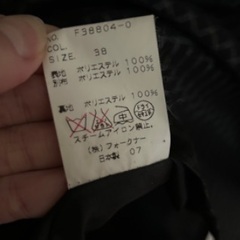 NO. F38804-0
COL.
SIZE. 38
表地 ポリエステル 100%
別布 ポリエステル 100%
裏地 ポリエステル 100%
スチームアイロン禁止
(株)フォークナー
日本製 07